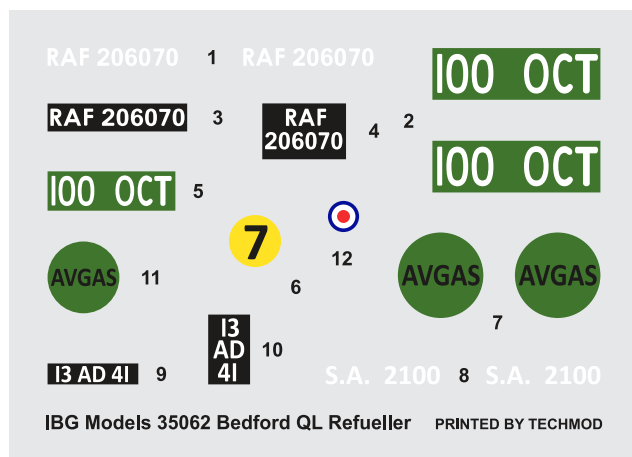 RAF 206070 1 RAF 206070
100 OCT
RAF 206070 3
RAF
206070
4 2
100 OCT 5
100 OCT
7
12
6
AVGAS 11
AVGAS AVGAS
7
13
AD
41
10
13 AD 41 9
S.A. 2100 8 S.A. 2100
IBG Models 35062 Bedford QL Refueller PRINTED BY TECHMOD